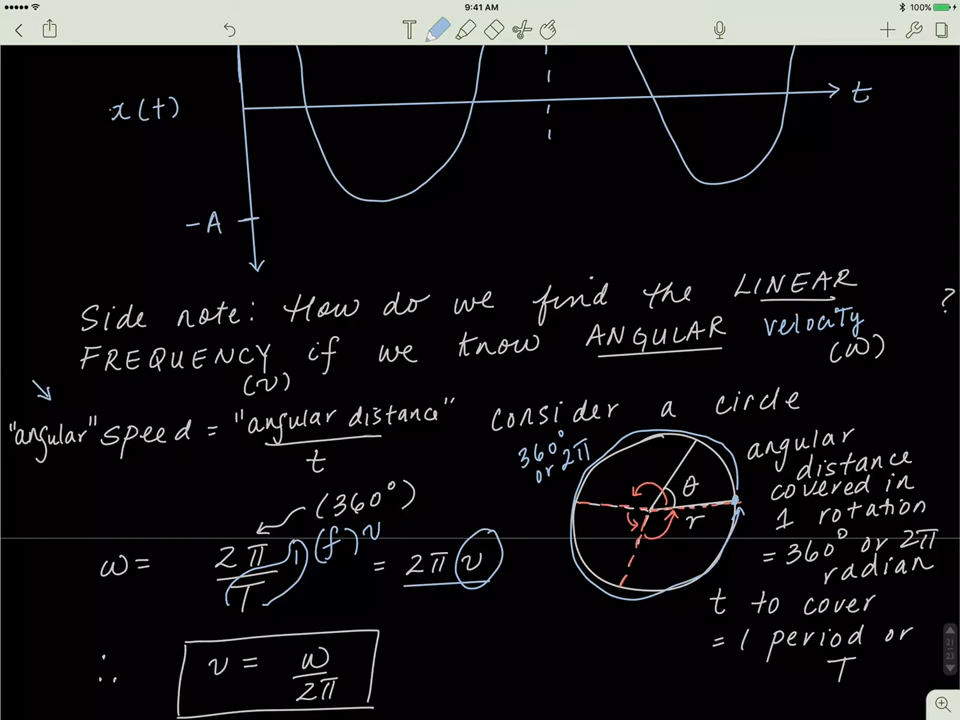 9:41 AM
100%
T
x(t)
t
-A
Side note: How do we find the LINEAR
FREQUENCY if we know ANGULAR velocity ?
(ν)
(ω)
"angular" speed = "angular distance"
t
consider a circle
360° or 2π
θ
r
angular
distance
covered in
1 rotation
= 360° or 2π
radian
t to cover
= 1 period or
T
(360°)
ω = 2π/T 1 (f) ν = 2π ν
∴ ν = ω/2π